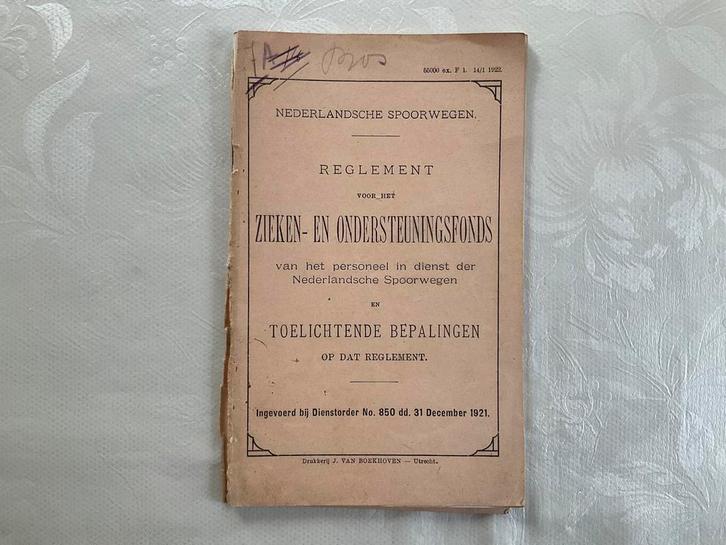 55000 ex. F 1. 14/1 1922.
NEDERLANDSCHE SPOORWEGEN.
REGLEMENT
VOOR HET
ZIEKEN- EN ONDERSTEUNINGSFONDS
van het personeel in dienst der
Nederlandsche Spoorwegen
EN
TOELICHTENDE BEPALINGEN
OP DAT REGLEMENT.
Ingevoerd bij Dienstorder No. 850 dd. 31 December 1921.
Drukkerij J. VAN BOEKHOVEN — Utrecht.